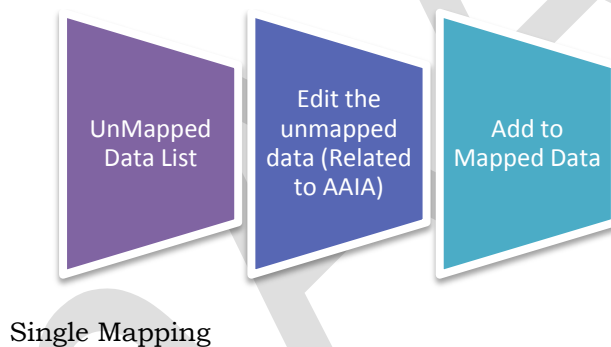 UnMapped
Data List
Edit the
unmapped
data (Related
to AAIA)
Add to
Mapped Data
Single Mapping